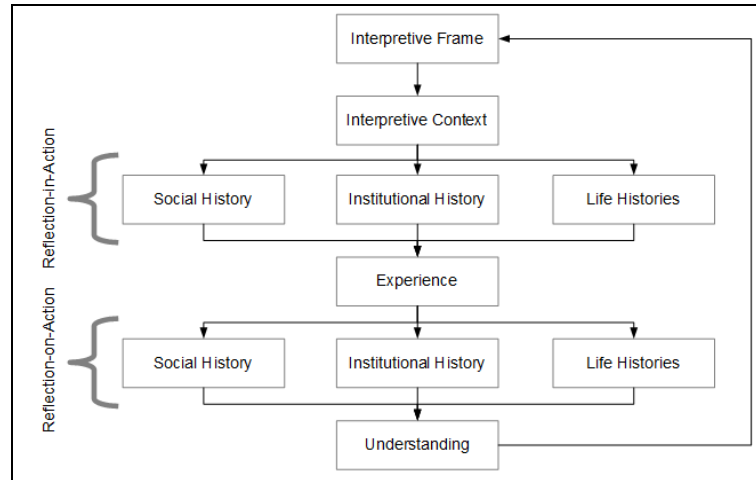 Interpretive Frame
Interpretive Context
Reflection-in-Action
Social History
Institutional History
Life Histories
Experience
Reflection-on-Action
Social History
Institutional History
Life Histories
Understanding